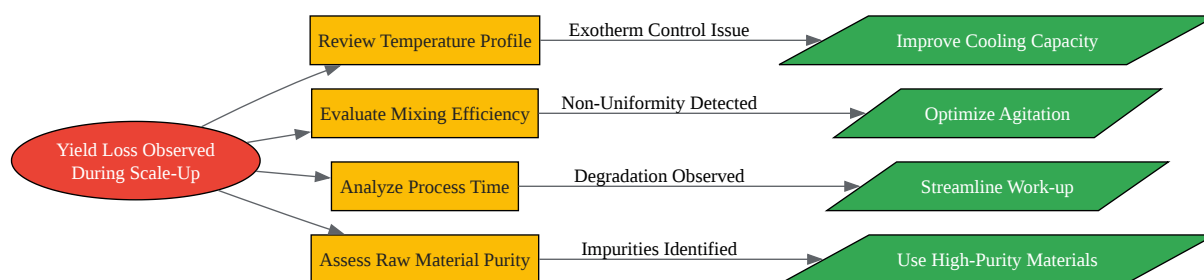 Review Temperature Profile
Exotherm Control Issue
Improve Cooling Capacity
Evaluate Mixing Efficiency
Non-Uniformity Detected
Optimize Agitation
Yield Loss Observed
During Scale-Up
Analyze Process Time
Degradation Observed
Streamline Work-up
Assess Raw Material Purity
Impurities Identified
Use High-Purity Materials